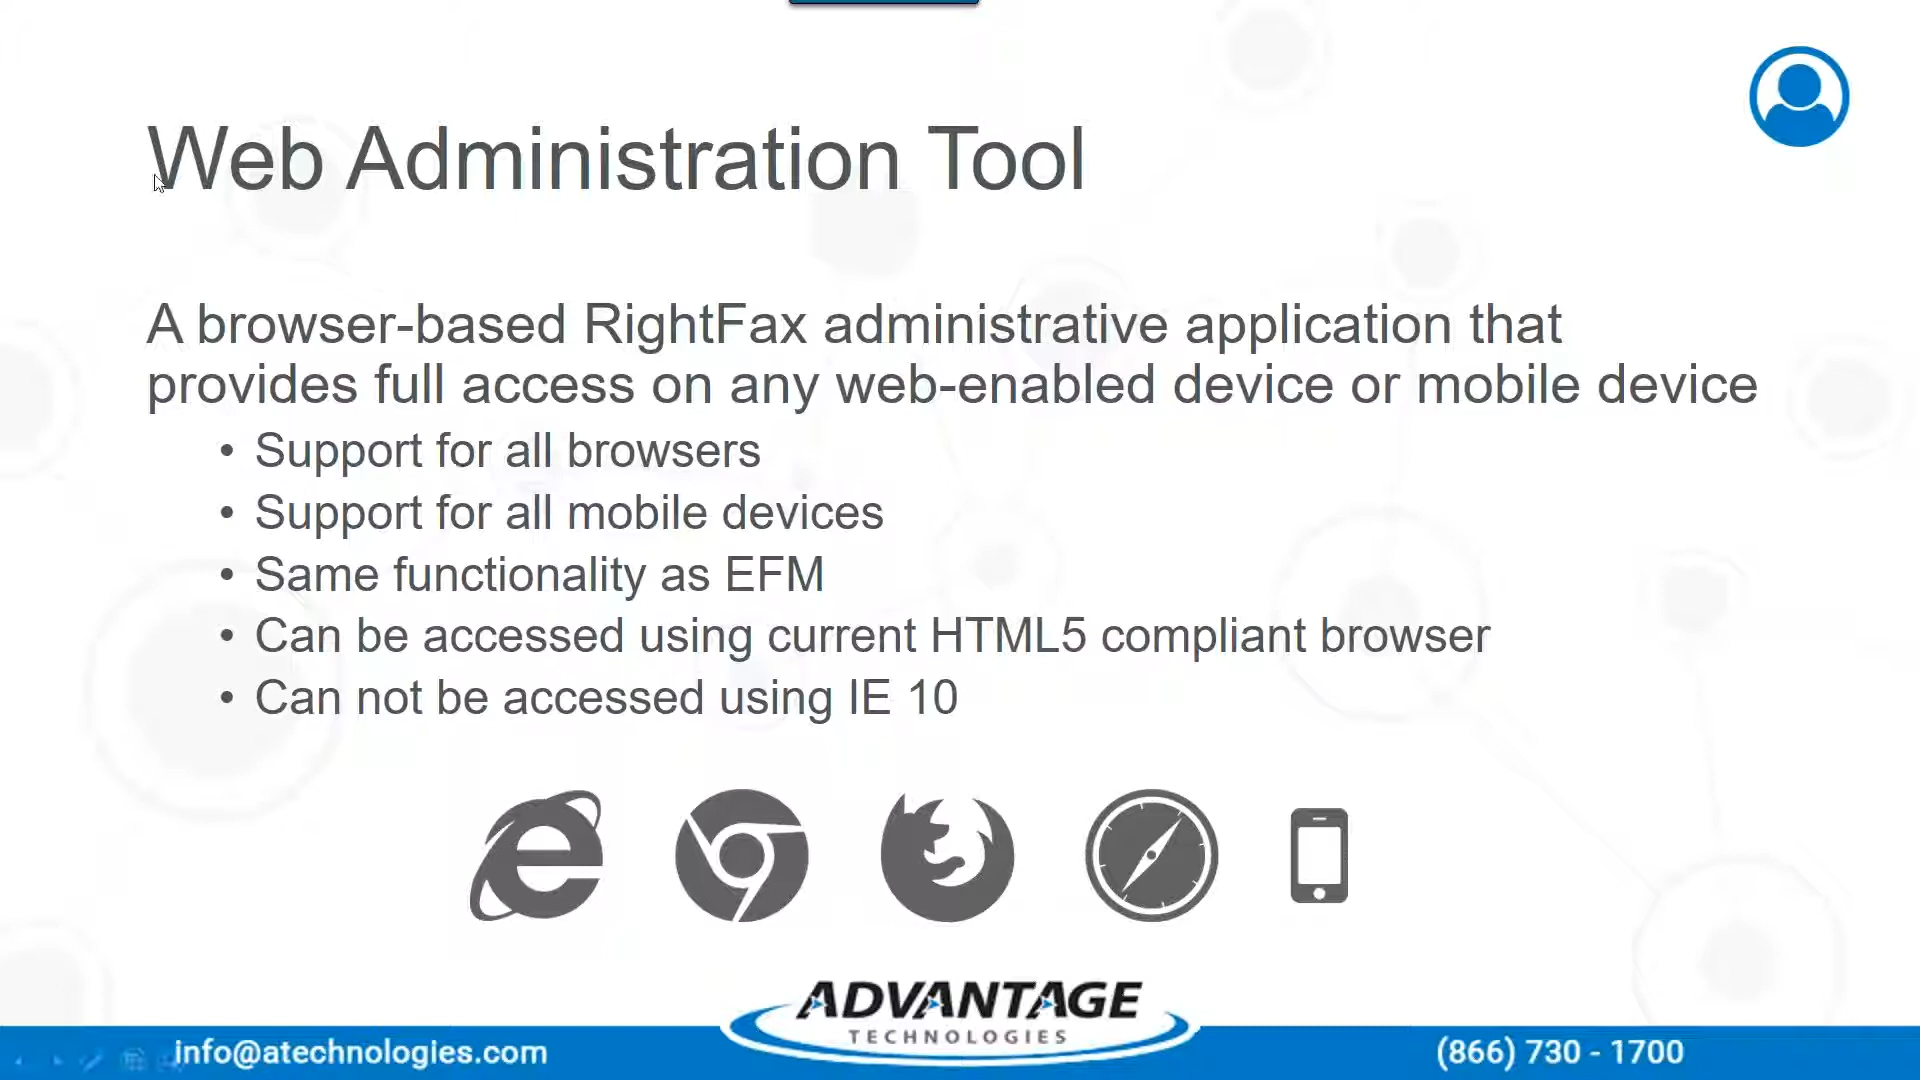 Web Administration Tool
A browser-based RightFax administrative application that
provides full access on any web-enabled device or mobile device
• Support for all browsers
• Support for all mobile devices
• Same functionality as EFM
• Can be accessed using current HTML5 compliant browser
• Can not be accessed using IE 10
ADVANTAGE
TECHNOLOGIES
info@atechnologies.com
(866) 730 - 1700